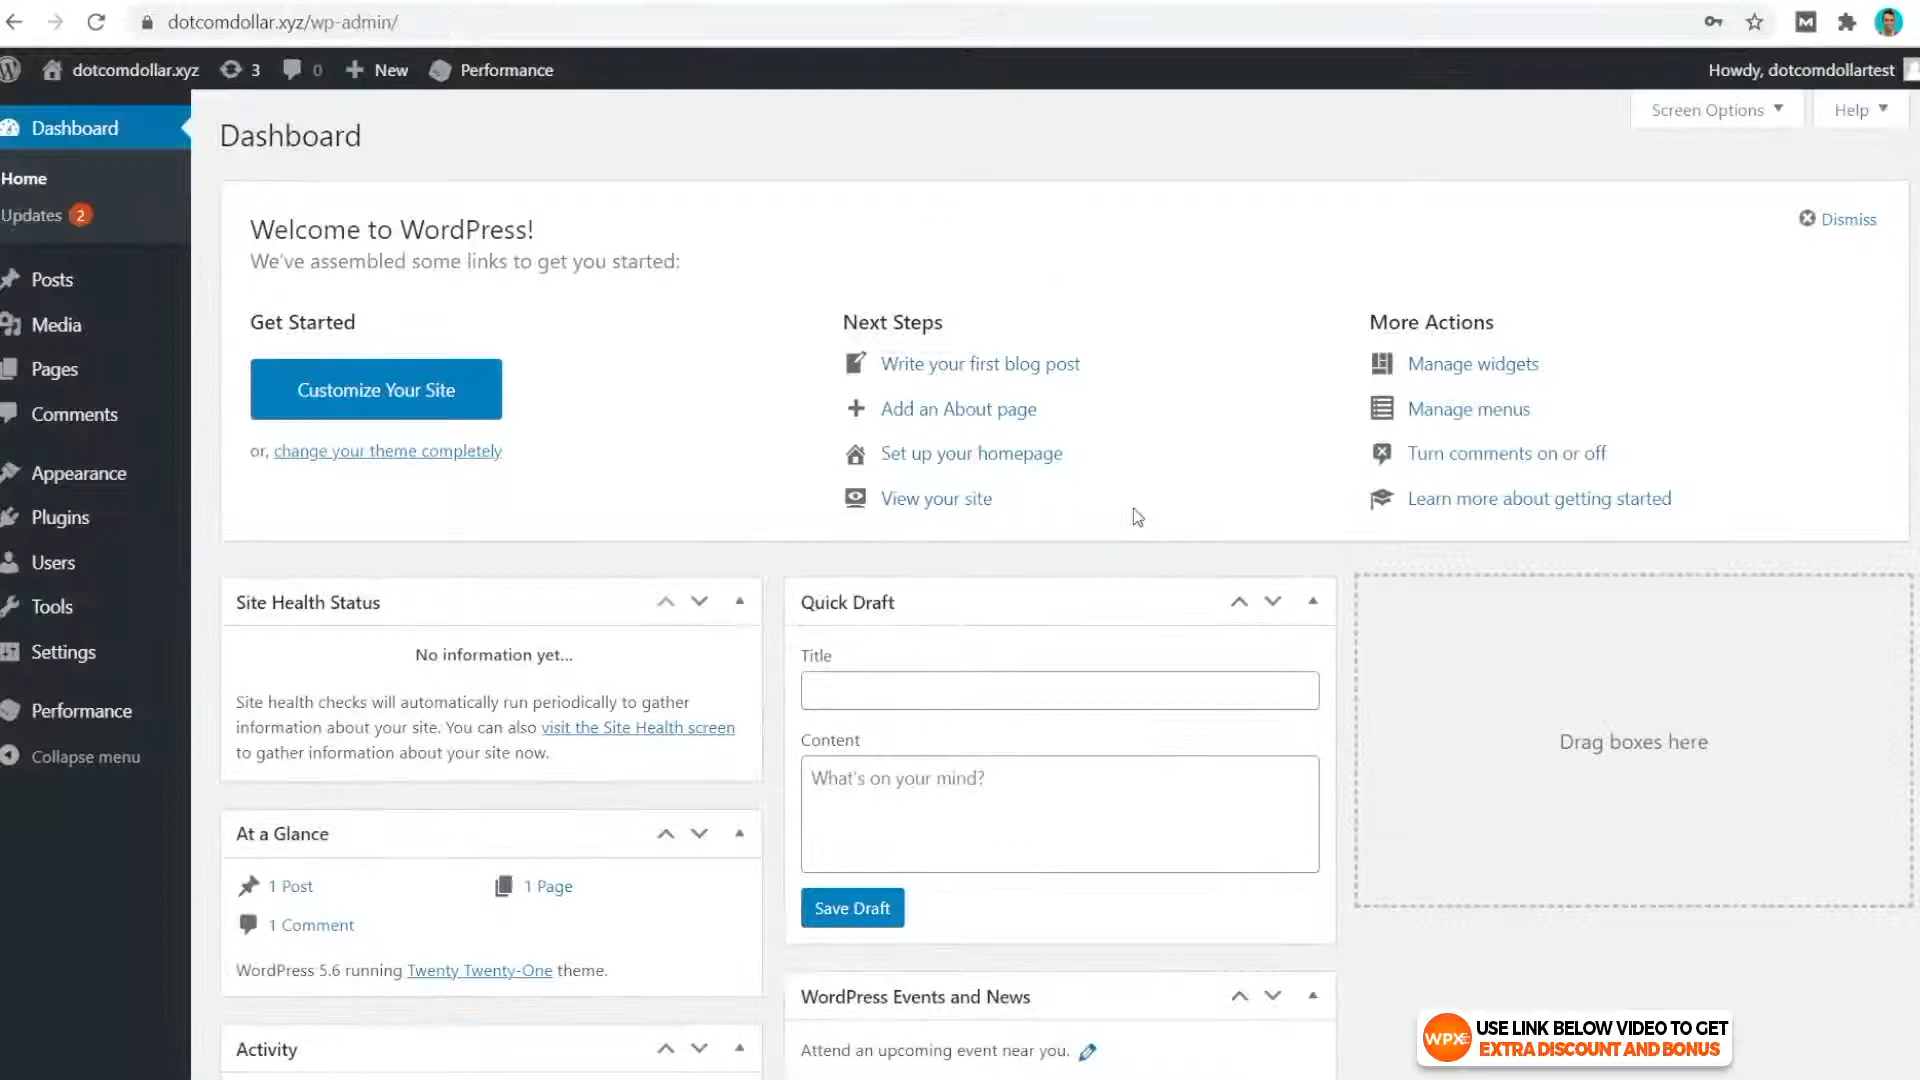 dotcomdollar.xyz/wp-admin/
dotcomdollar.xyz 3 0 New Performance Howdy, dotcomdollartest
Screen Options Help
Dashboard
Home
Updates 2
Posts
Media
Pages
Comments
Appearance
Plugins
Users
Tools
Settings
Performance
Collapse menu
Dashboard
Welcome to WordPress!
We've assembled some links to get you started:
Dismiss
Get Started
Customize Your Site
or, change your theme completely
Next Steps
Write your first blog post
Add an About page
Set up your homepage
View your site
More Actions
Manage widgets
Manage menus
Turn comments on or off
Learn more about getting started
Site Health Status
No information yet...
Site health checks will automatically run periodically to gather
information about your site. You can also visit the Site Health screen
to gather information about your site now.
At a Glance
1 Post
1 Page
1 Comment
WordPress 5.6 running Twenty Twenty-One theme.
Activity
Quick Draft
Title
Content
What's on your mind?
Save Draft
WordPress Events and News
Attend an upcoming event near you.
Drag boxes here
WPX
USE LINK BELOW VIDEO TO GET
EXTRA DISCOUNT AND BONUS